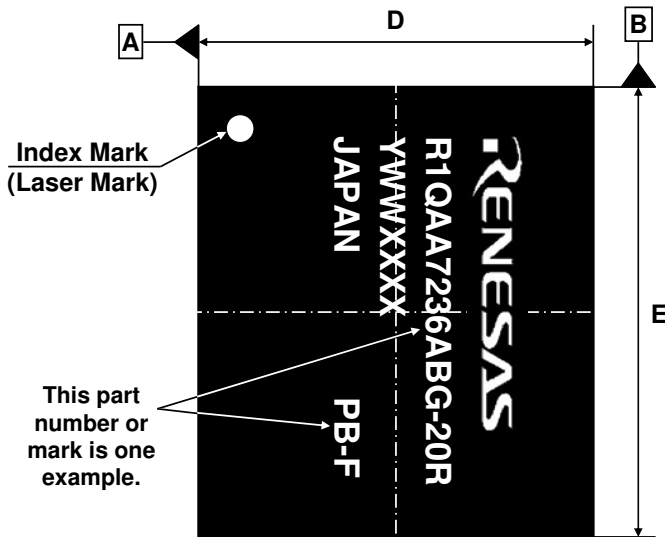 A
D
B
Index Mark
(Laser Mark)
RENESAS
R1QAA7236ABG-20R
YWWXXXX
JAPAN
PB-F
E
This part
number or
mark is one
example.